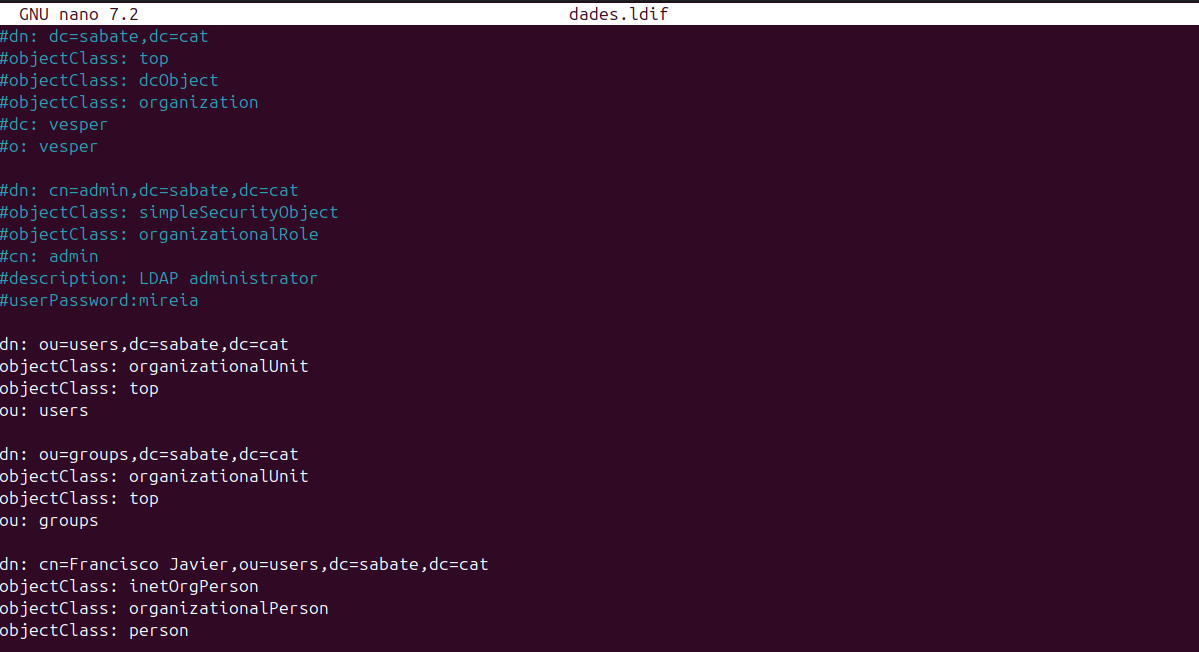 GNU nano 7.2 dades.ldif
#dn: dc=sabate,dc=cat
#objectClass: top
#objectClass: dcObject
#objectClass: organization
#dc: vesper
#o: vesper
#dn: cn=admin,dc=sabate,dc=cat
#objectClass: simpleSecurityObject
#objectClass: organizationalRole
#cn: admin
#description: LDAP administrator
#userPassword:mireia
dn: ou=users,dc=sabate,dc=cat
objectClass: organizationalUnit
objectClass: top
ou: users
dn: ou=groups,dc=sabate,dc=cat
objectClass: organizationalUnit
objectClass: top
ou: groups
dn: cn=Francisco Javier,ou=users,dc=sabate,dc=cat
objectClass: inetOrgPerson
objectClass: organizationalPerson
objectClass: person